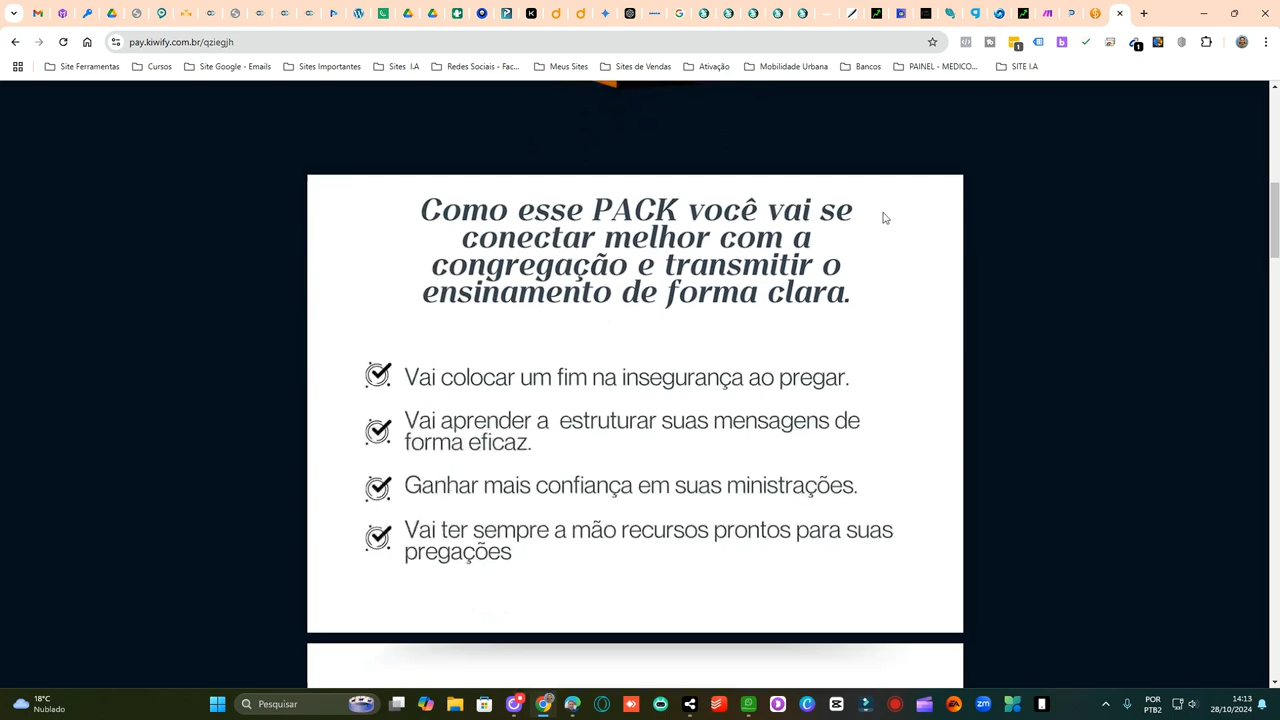 pay.kiwify.com.br/qziegjh
Site Ferramentas
Cursos
Site Google - Emails
Sites Importantes
Sites I.A
Redes Sociais - Fac...
Meus Sites
Sites de Vendas
Ativação
Mobilidade Urbana
Bancos
PAINEL - MEDICO...
SITE I.A
Como esse PACK você vai se
conectar melhor com a
congregação e transmitir o
ensinamento de forma clara.
Vai colocar um fim na insegurança ao pregar.
Vai aprender a estruturar suas mensagens de
forma eficaz.
Ganhar mais confiança em suas ministrações.
Vai ter sempre a mão recursos prontos para suas
pregações
18°C
Nublado
Pesquisar
POR
PTB2
14:13
28/10/2024